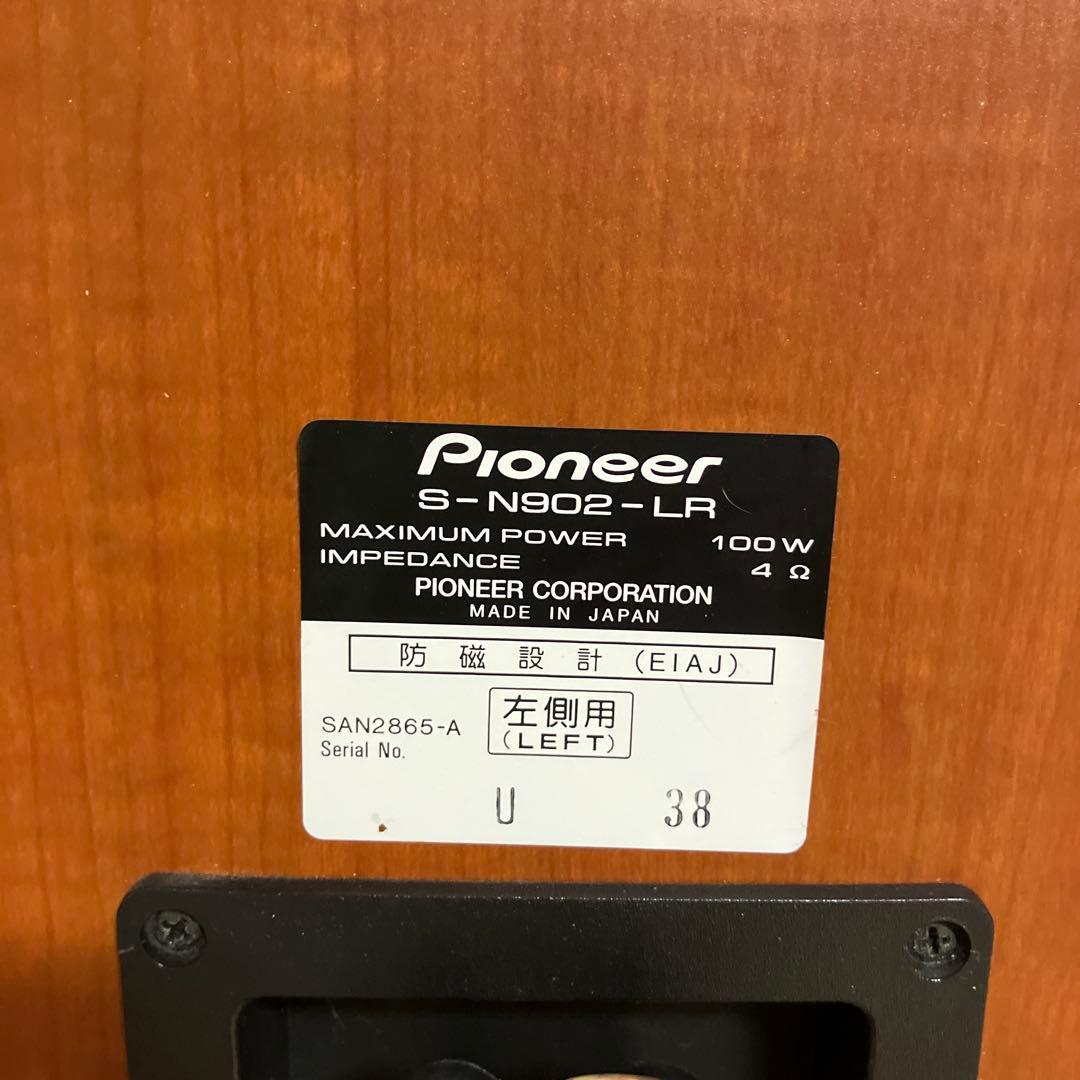 Pioneer
S-N902-LR
MAXIMUM POWER 100 W
IMPEDANCE 4 Ω
PIONEER CORPORATION
MADE IN JAPAN
防磁設計 (EIAJ)
SAN2865-A
左側用
(LEFT)
Serial No.
U 38